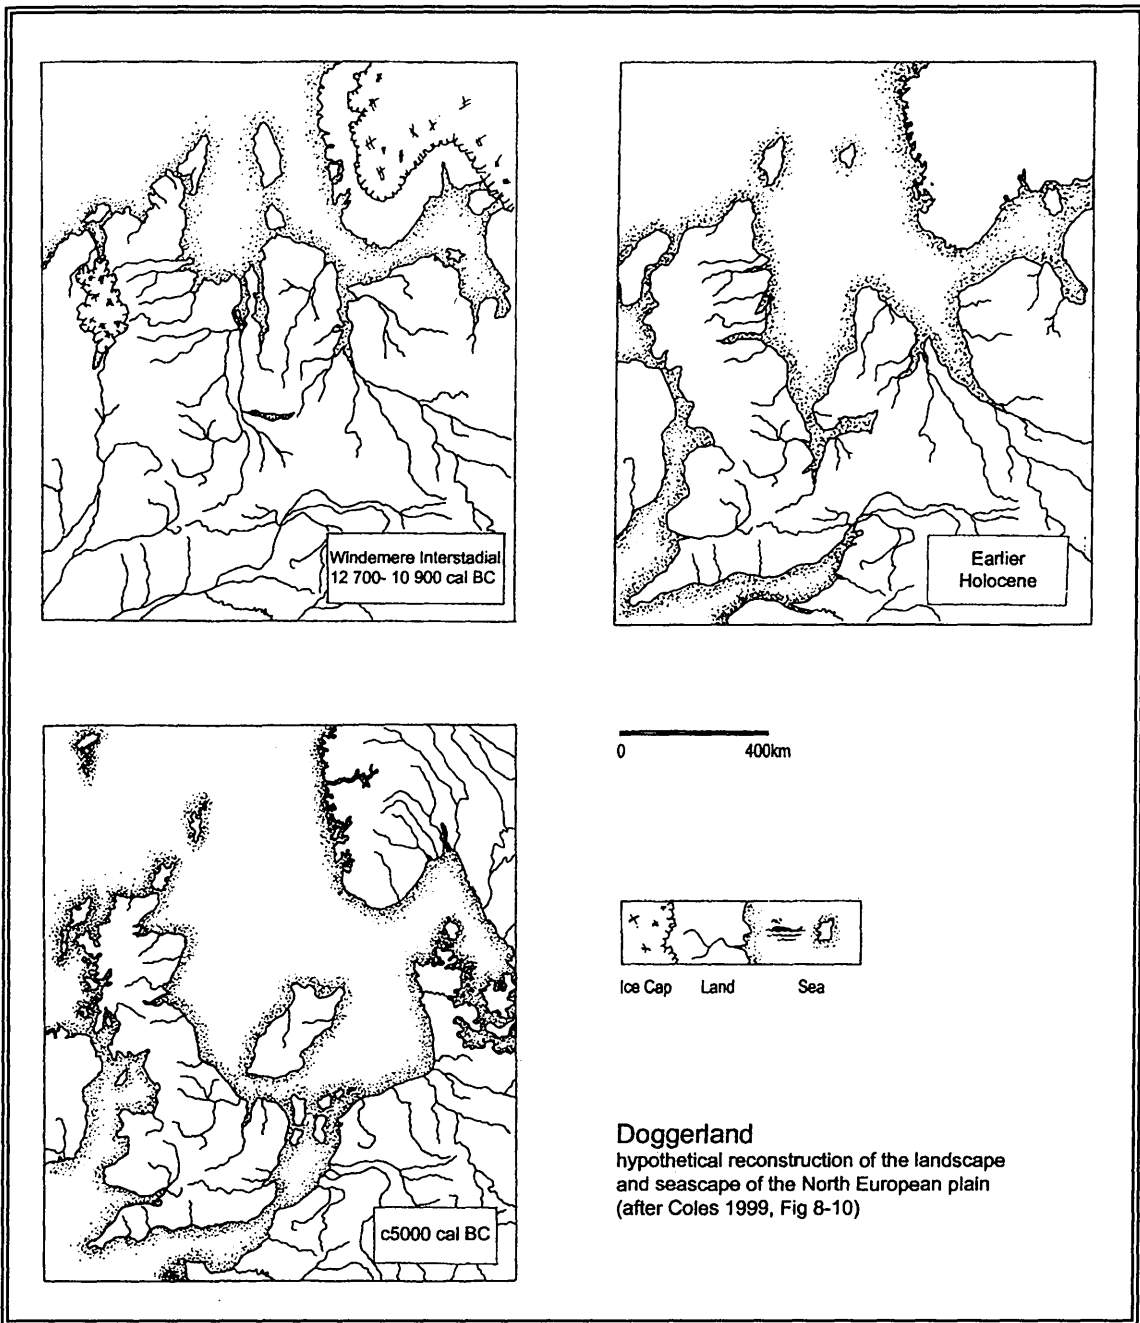 Windemere Interstadial
12 700- 10 900 cal BC
Earlier
Holocene
0 400km
Ice Cap Land Sea
c5000 cal BC
Doggerland
hypothetical reconstruction of the landscape
and seascape of the North European plain
(after Coles 1999, Fig 8-10)